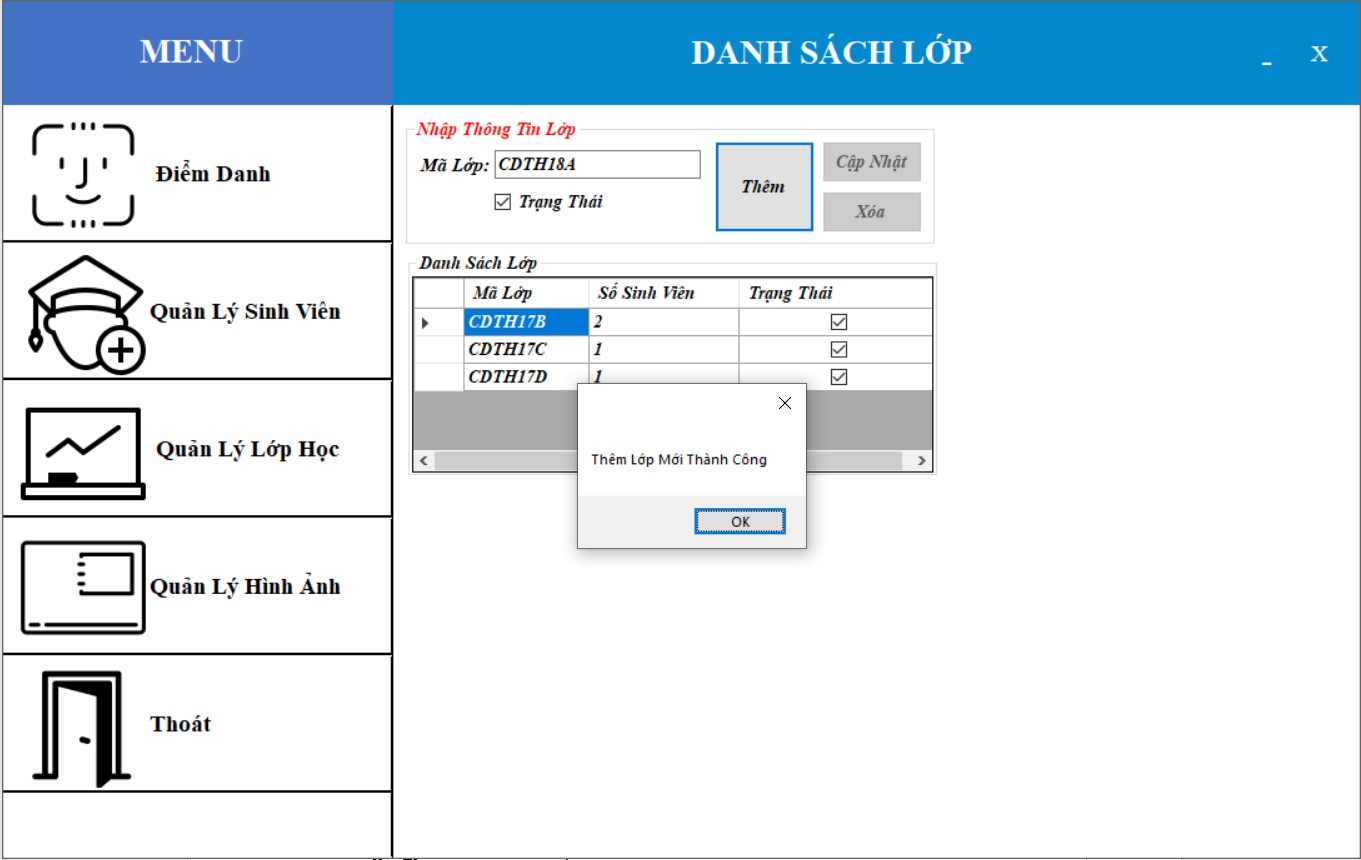 MENU
DANH SÁCH LỚP
_ X
Điểm Danh
Quản Lý Sinh Viên
Quản Lý Lớp Học
Quản Lý Hình Ảnh
Thoát
Nhập Thông Tin Lớp
Mã Lớp: CDTH18A
Trạng Thái
Thêm
Cập Nhật
Xóa
Danh Sách Lớp
Mã Lớp Số Sinh Viên Trạng Thái
CDTH17B 2
CDTH17C 1
CDTH17D 1
Thêm Lớp Mới Thành Công
OK